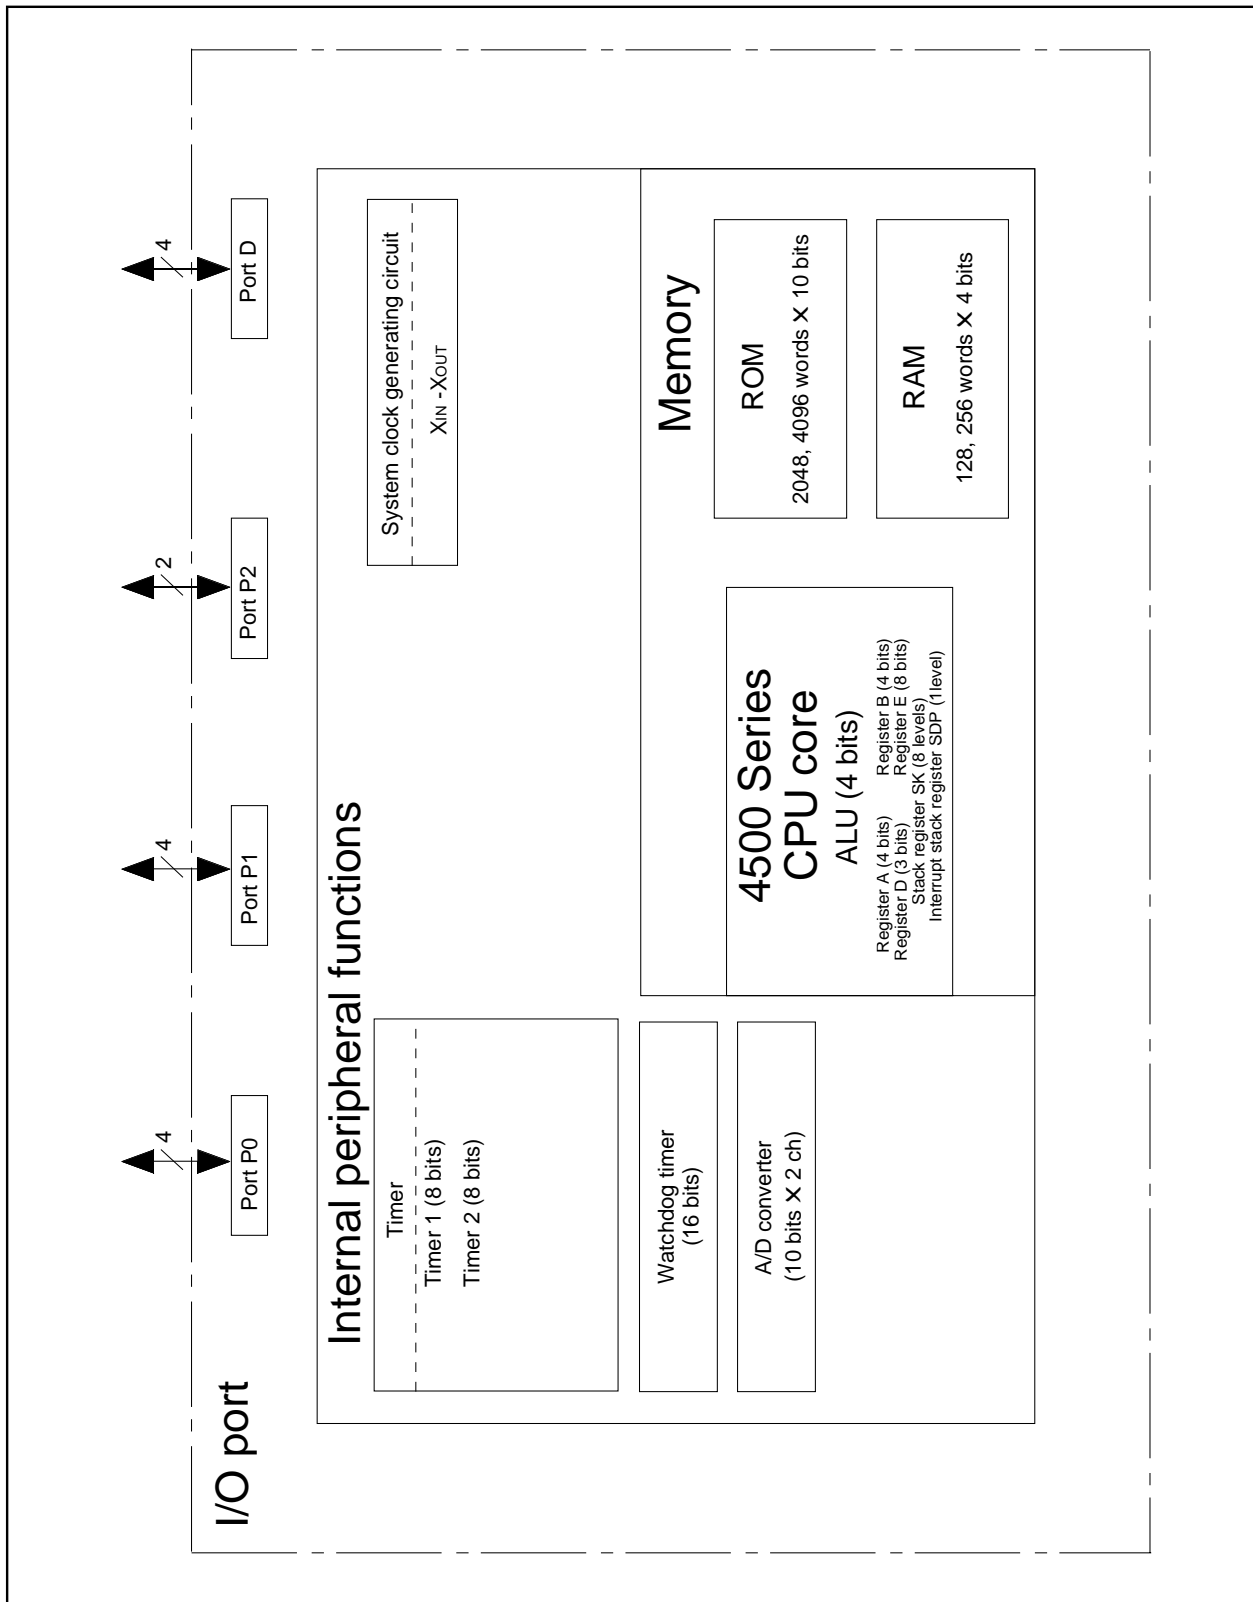 4
4
2
4
I/O port
Port P0
Port P1
Port P2
Port D
Internal peripheral functions
Timer
Timer 1 (8 bits)
Timer 2 (8 bits)
System clock generating circuit
XIN -XOUT
Watchdog timer
(16 bits)
A/D converter
(10 bits X 2 ch)
4500 Series
CPU core
ALU (4 bits)
Register A (4 bits) Register B (4 bits)
Register D (3 bits) Register E (8 bits)
Stack register SK (8 levels)
Interrupt stack register SDP (1level)
Memory
ROM
2048, 4096 words X 10 bits
RAM
128, 256 words X 4 bits